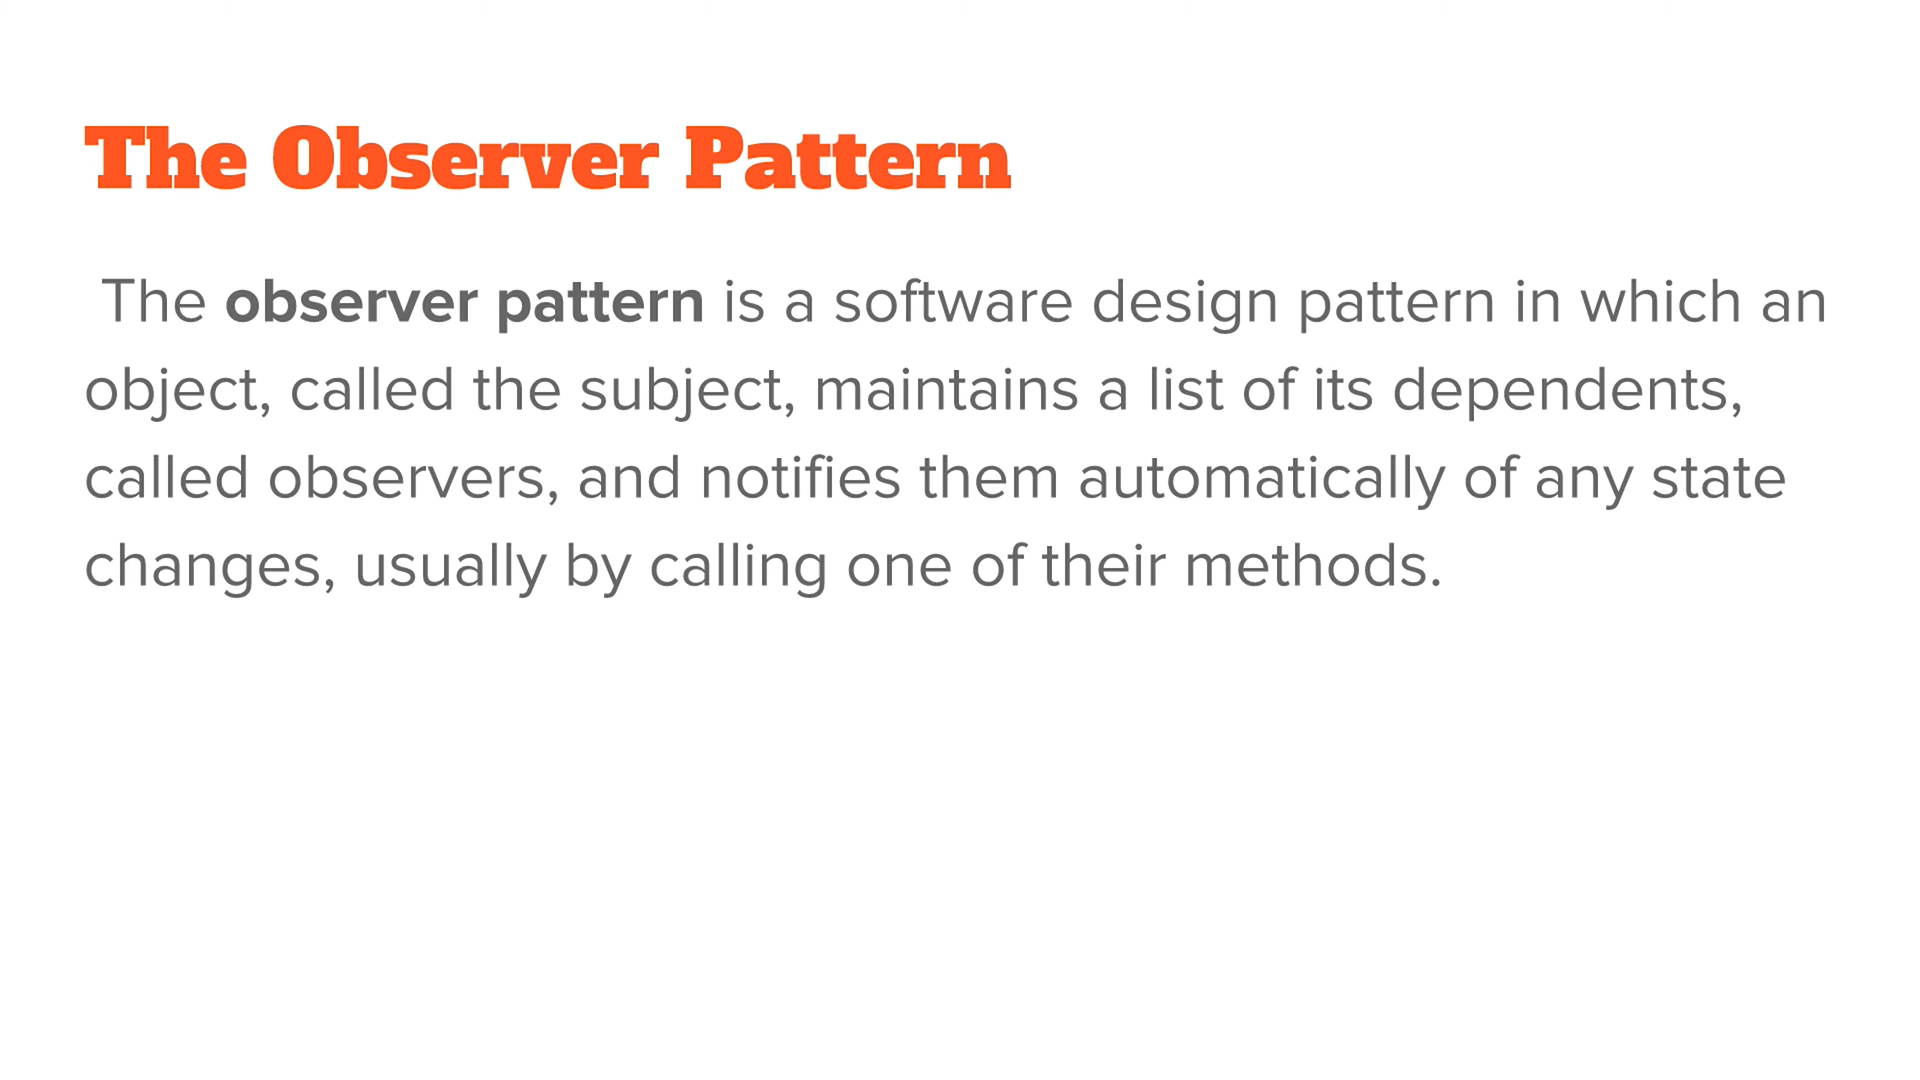 The Observer Pattern
The observer pattern is a software design pattern in which an
object, called the subject, maintains a list of its dependents,
called observers, and notifies them automatically of any state
changes, usually by calling one of their methods.